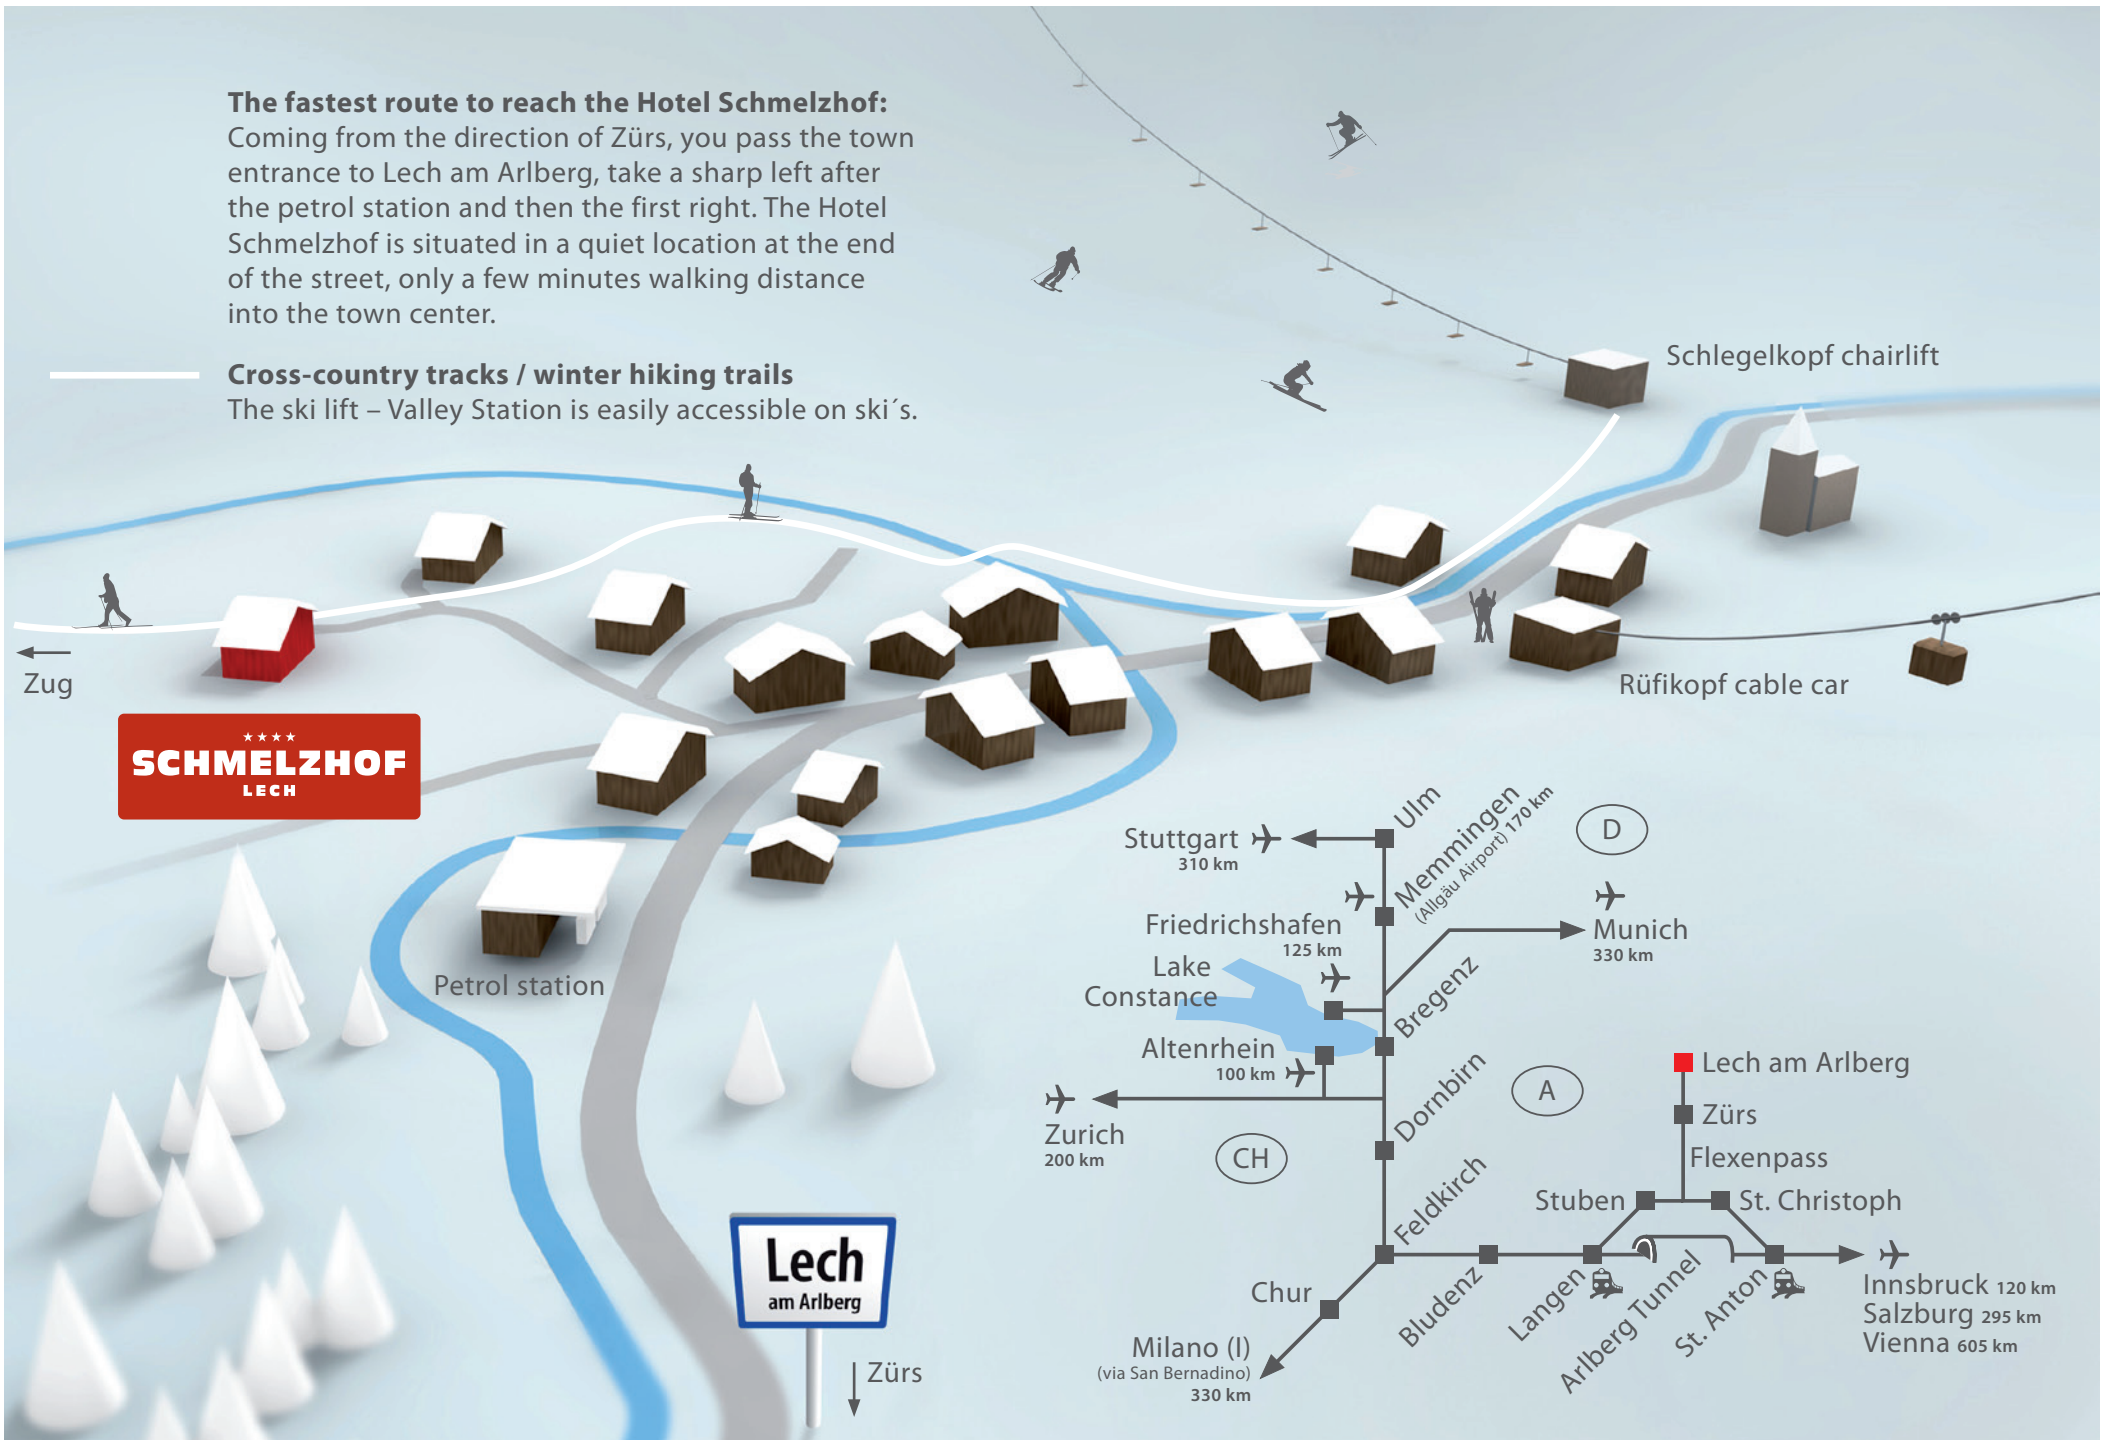 The fastest route to reach the Hotel Schmelzhof:
Coming from the direction of Zürs, you pass the town
entrance to Lech am Arlberg, take a sharp left after
the petrol station and then the first right. The Hotel
Schmelzhof is situated in a quiet location at the end
of the street, only a few minutes walking distance
into the town center.
Cross-country tracks / winter hiking trails
The ski lift – Valley Station is easily accessible on ski´s.
Schlegelkopf chairlift
Rüfikopf cable car
Zug
★★★★
SCHMELZHOF
LECH
Petrol station
Lech
am Arlberg
Zürs
Stuttgart
310 km
Ulm
Memmingen
(Allgäu Airport) 170 km
D
Friedrichshafen
125 km
Munich
330 km
Lake
Constance
Bregenz
Altenrhein
100 km
Dornbirn
A
Lech am Arlberg
Zürs
Flexenpass
Zurich
200 km
CH
Feldkirch
Stuben
St. Christoph
Chur
Bludenz
Langen
Arlberg Tunnel
St. Anton
Innsbruck 120 km
Salzburg 295 km
Vienna 605 km
Milano (I)
(via San Bernadino)
330 km